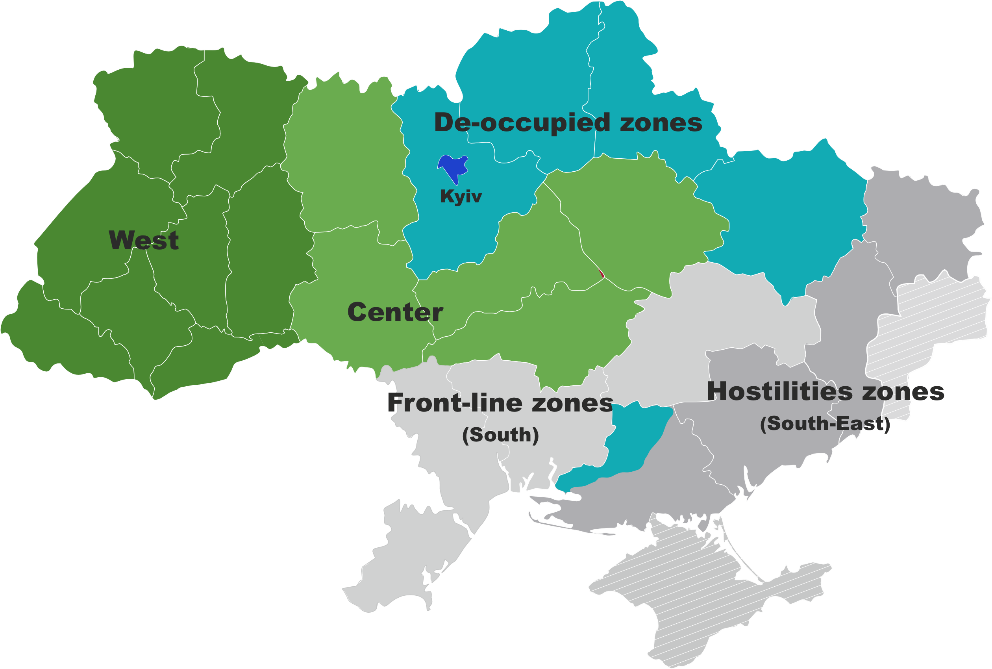 De-occupied zones
Kyiv
West
Center
Hostilities zones
(South-East)
Front-line zones
(South)